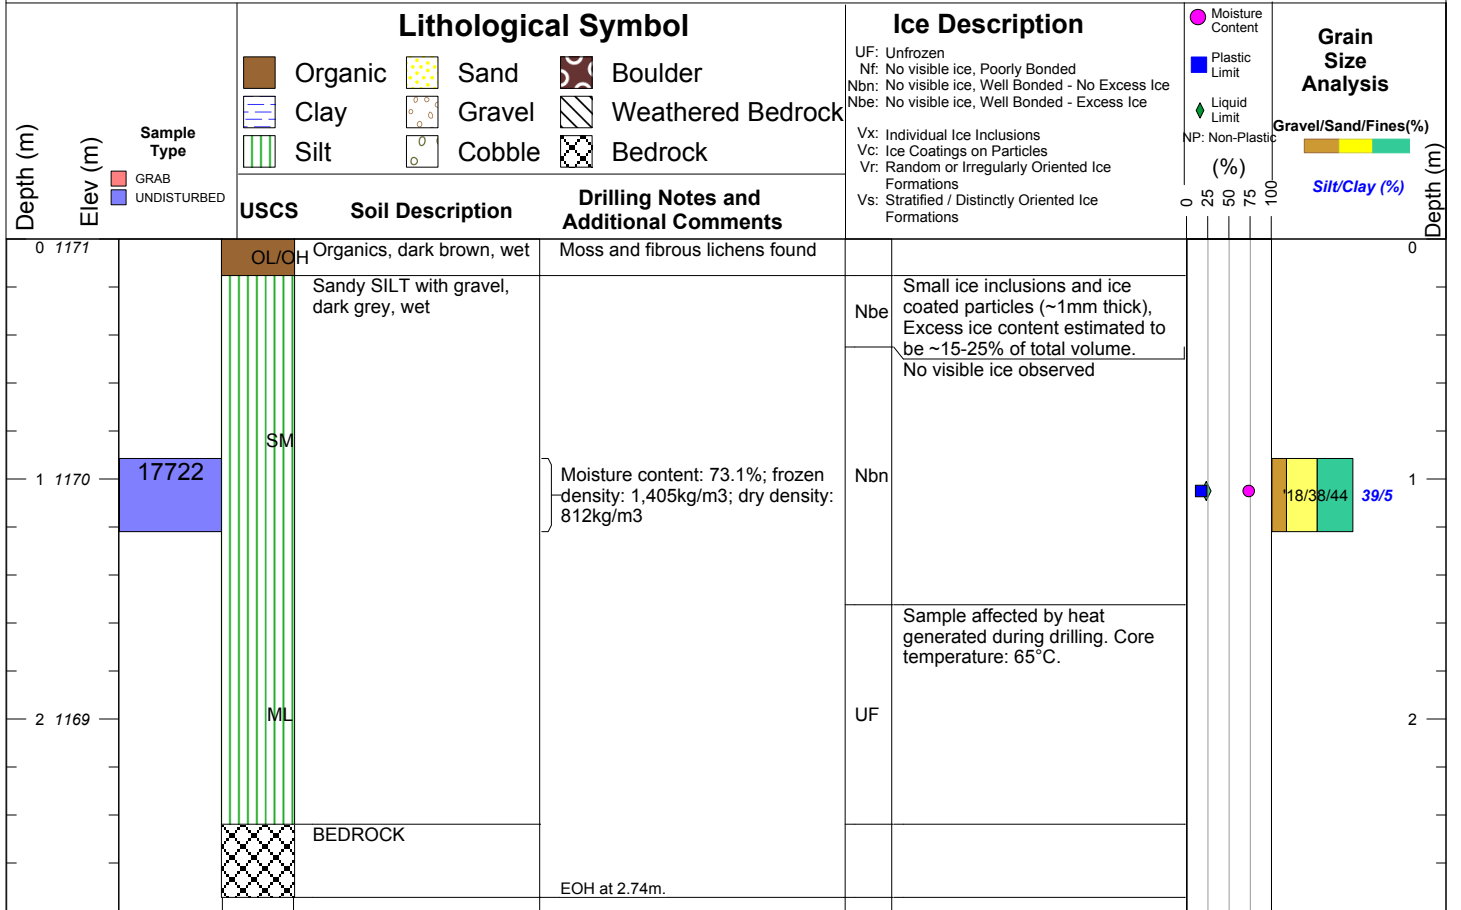 Lithological Symbol
Organic
Sand
Boulder
Clay
Gravel
Weathered Bedrock
Silt
Cobble
Bedrock
Ice Description
UF: Unfrozen
Nf: No visible ice, Poorly Bonded
Nbn: No visible ice, Well Bonded - No Excess Ice
Nbe: No visible ice, Well Bonded - Excess Ice
Vx: Individual Ice Inclusions
Vc: Ice Coatings on Particles
Vr: Random or Irregularly Oriented Ice
Formations
Vs: Stratified / Distinctly Oriented Ice
Formations
Moisture
Content
Plastic
Limit
Liquid
Limit
NP: Non-Plastic
(%)
0 25 50 75 100
Grain
Size
Analysis
Gravel/Sand/Fines(%)
Silt/Clay (%)
Depth (m)
Depth (m)
Elev (m)
Sample
Type
GRAB
UNDISTURBED
USCS
Soil Description
Drilling Notes and
Additional Comments
0 1171
OL/OH
Organics, dark brown, wet
Moss and fibrous lichens found
0
Sandy SILT with gravel,
dark grey, wet
Nbe
Small ice inclusions and ice
coated particles (~1mm thick),
Excess ice content estimated to
be ~15-25% of total volume.
No visible ice observed
SM
1 1170
17722
Moisture content: 73.1%; frozen
density: 1,405kg/m3; dry density:
812kg/m3
Nbn
'18/38/44
39/5
1
Sample affected by heat
generated during drilling. Core
temperature: 65°C.
2 1169
ML
UF
2
BEDROCK
EOH at 2.74m.